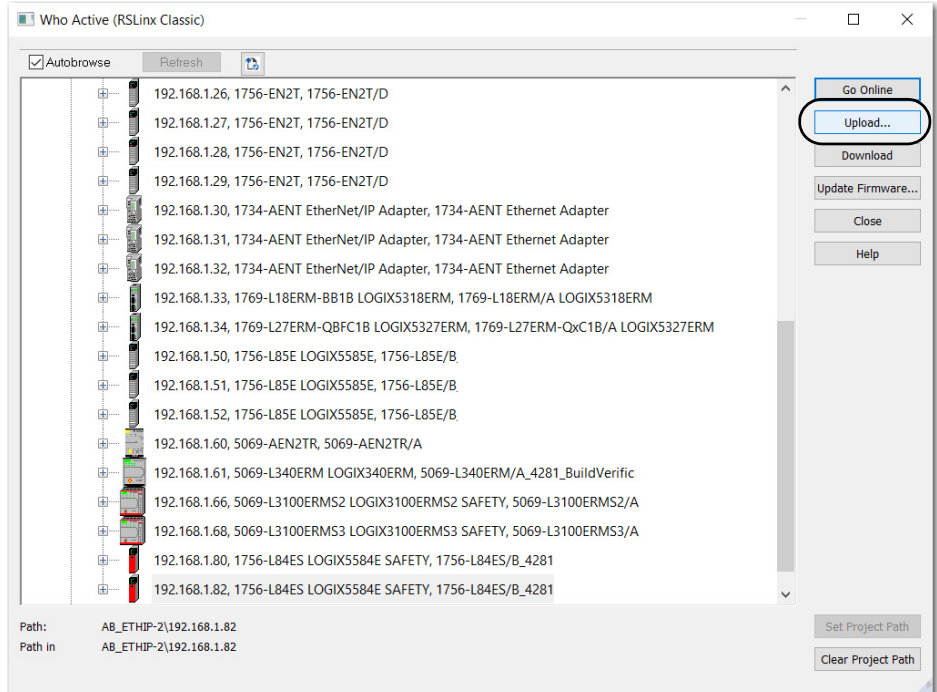 Who Active (RSLinx Classic)
Autobrowse
Refresh
192.168.1.26, 1756-EN2T, 1756-EN2T/D
192.168.1.27, 1756-EN2T, 1756-EN2T/D
192.168.1.28, 1756-EN2T, 1756-EN2T/D
192.168.1.29, 1756-EN2T, 1756-EN2T/D
192.168.1.30, 1734-AENT EtherNet/IP Adapter, 1734-AENT Ethernet Adapter
192.168.1.31, 1734-AENT EtherNet/IP Adapter, 1734-AENT Ethernet Adapter
192.168.1.32, 1734-AENT EtherNet/IP Adapter, 1734-AENT Ethernet Adapter
192.168.1.33, 1769-L18ERM-BB1B LOGIX5318ERM, 1769-L18ERM/A LOGIX5318ERM
192.168.1.34, 1769-L27ERM-QBFC1B LOGIX5327ERM, 1769-L27ERM-QxC1B/A LOGIX5327ERM
192.168.1.50, 1756-L85E LOGIX5585E, 1756-L85E/B
192.168.1.51, 1756-L85E LOGIX5585E, 1756-L85E/B
192.168.1.52, 1756-L85E LOGIX5585E, 1756-L85E/B
192.168.1.60, 5069-AEN2TR, 5069-AEN2TR/A
192.168.1.61, 5069-L340ERM LOGIX340ERM, 5069-L340ERM/A_4281_BuildVerific
192.168.1.66, 5069-L3100ERMS2 LOGIX3100ERMS2 SAFETY, 5069-L3100ERMS2/A
192.168.1.68, 5069-L3100ERMS3 LOGIX3100ERMS3 SAFETY, 5069-L3100ERMS3/A
192.168.1.80, 1756-L84ES LOGIX5584E SAFETY, 1756-L84ES/B_4281
192.168.1.82, 1756-L84ES LOGIX5584E SAFETY, 1756-L84ES/B_4281
Go Online
Upload...
Download
Update Firmware...
Close
Help
Path: AB_ETHIP-2\192.168.1.82
Path in AB_ETHIP-2\192.168.1.82
Set Project Path
Clear Project Path